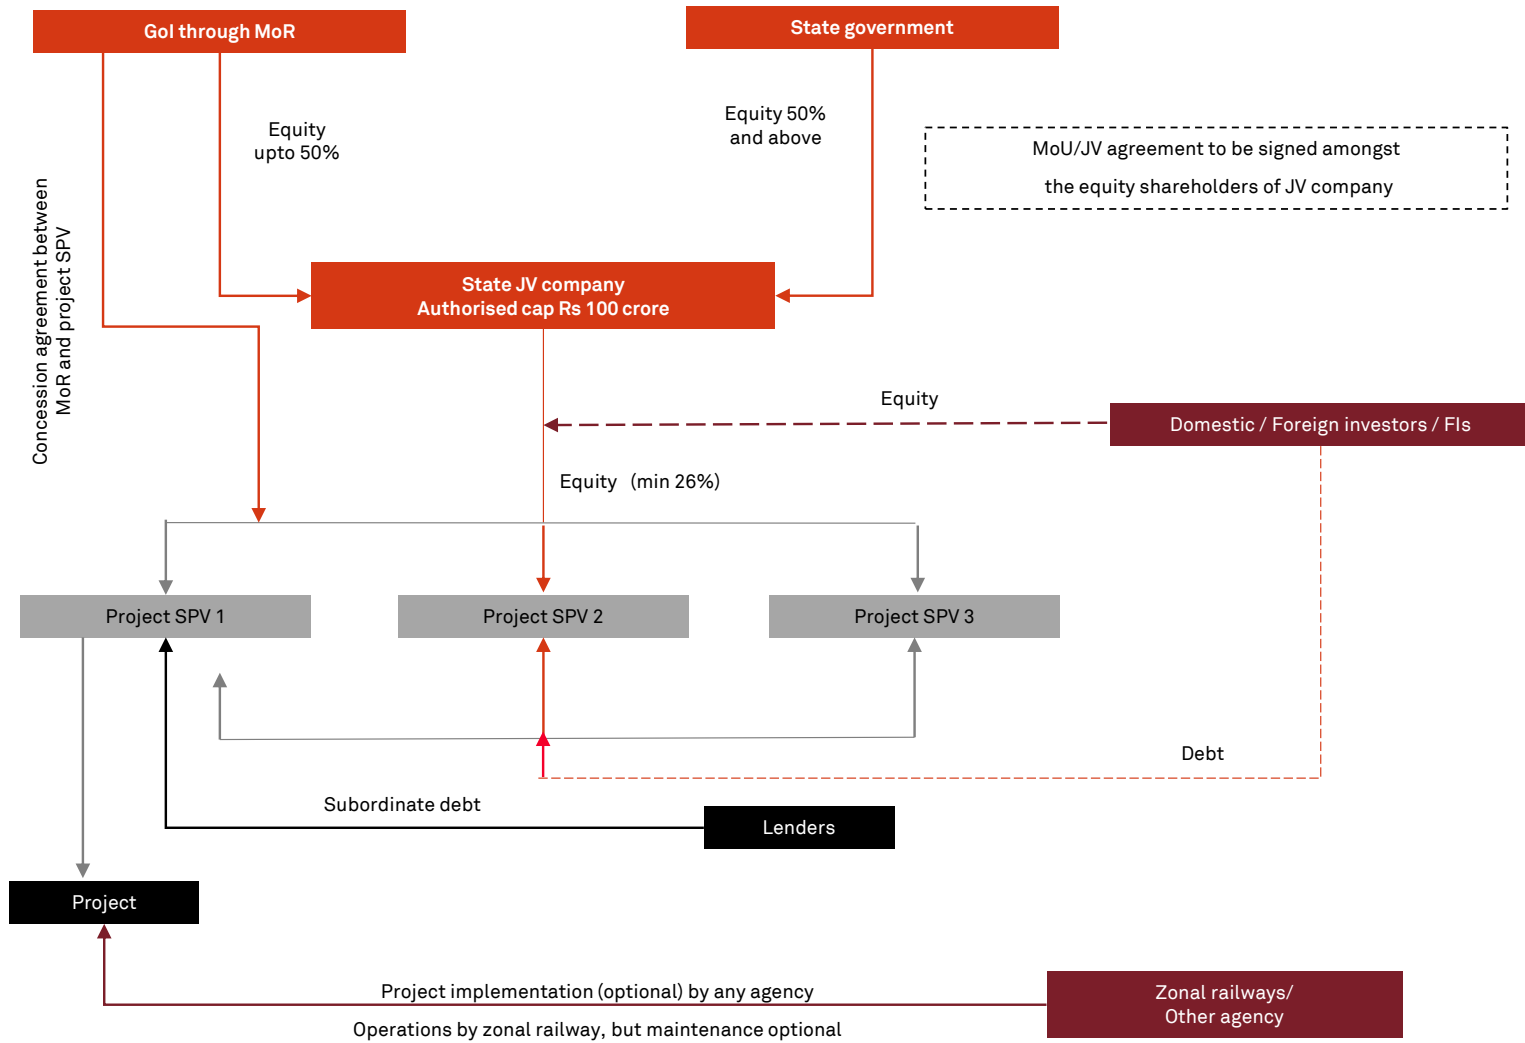 GoI through MoR
State government
Equity
upto 50%
Equity 50%
and above
MoU/JV agreement to be signed amongst
the equity shareholders of JV company
Concession agreement between
MoR and project SPV
State JV company
Authorised cap Rs 100 crore
Equity
Domestic / Foreign investors / FIs
Equity (min 26%)
Project SPV 1
Project SPV 2
Project SPV 3
Debt
Subordinate debt
Lenders
Project
Project implementation (optional) by any agency
Operations by zonal railway, but maintenance optional
Zonal railways/
Other agency